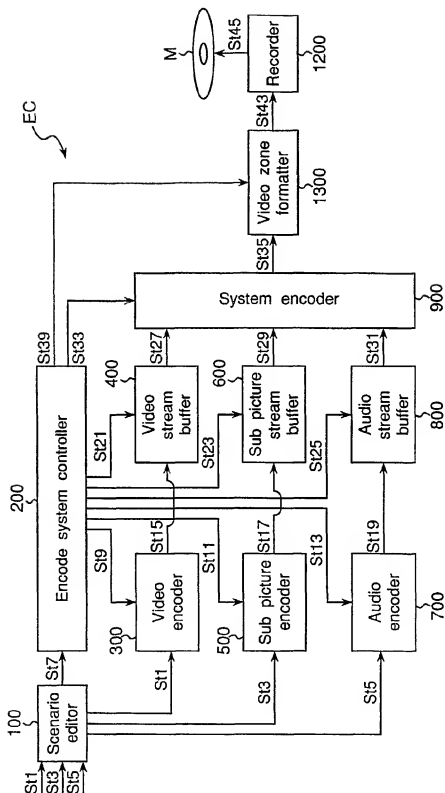 EC
M
St45
Recorder
1200
St43
Video zone
formatter
1300
St35
System encoder
900
St39
St33
St27
St29
St31
400
Video
stream
buffer
600
Sub picture
stream buffer
Audio
stream
buffer
800
St21
St23
St25
200
Encode system controller
St9
St15
St11
St17
St13
St19
Video
encoder
300
Sub picture
encoder
500
Audio
encoder
700
St7
St1
St3
St5
100
Scenario
editor
St1
St3
St5